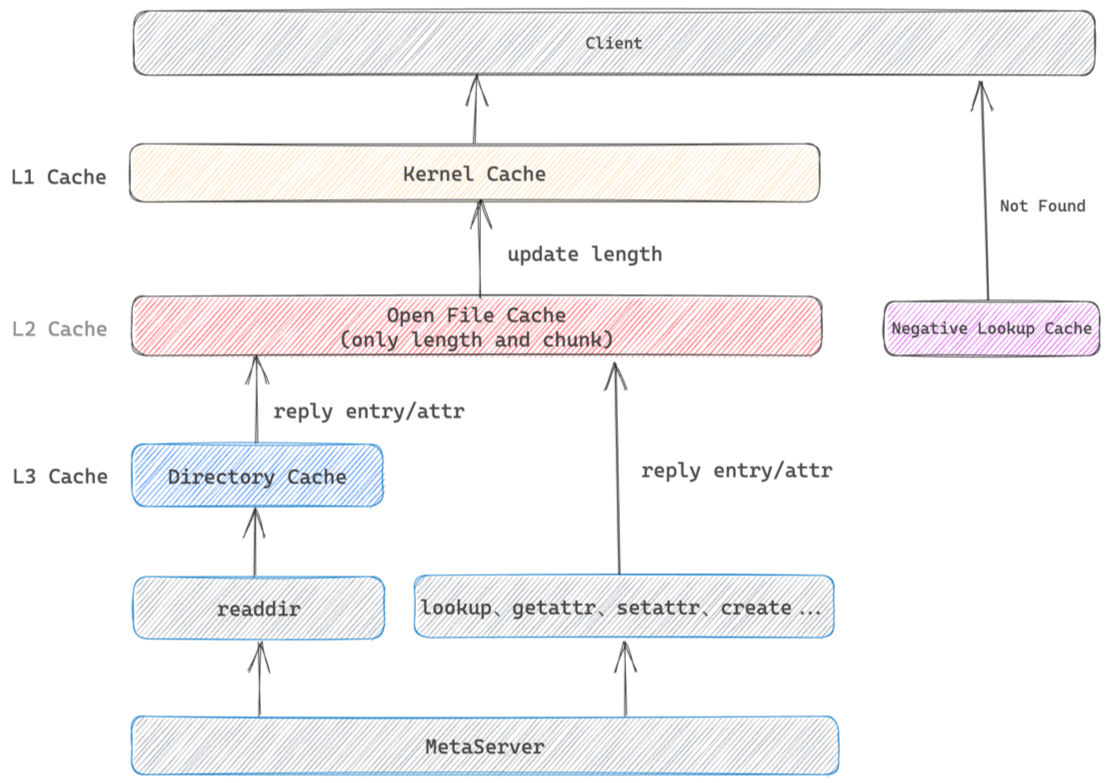 Client
L1 Cache
Kernel Cache
Not Found
update length
L2 Cache
Open File Cache
(only length and chunk)
Negative Lookup Cache
reply entry/attr
L3 Cache
Directory Cache
reply entry/attr
readdir
lookup、getattr、setattr、create...
MetaServer